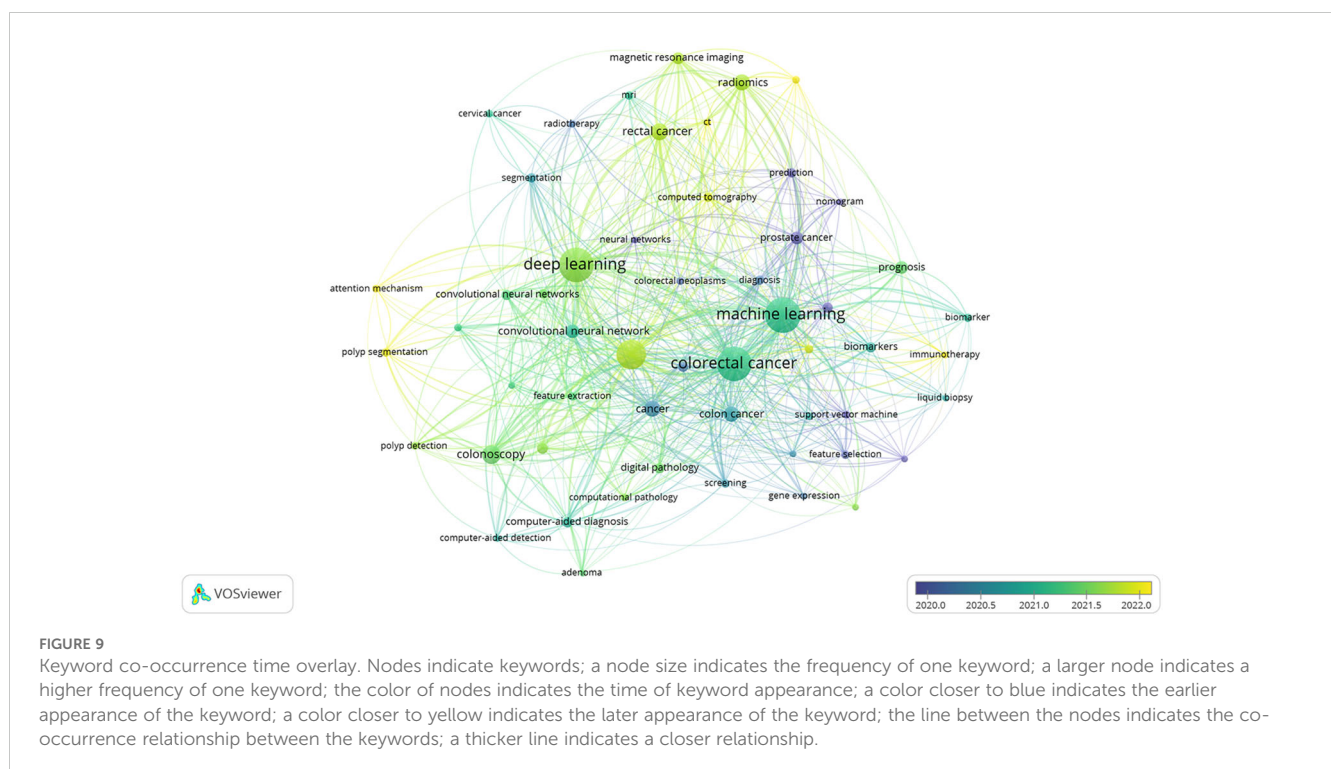 magnetic resonance imaging
radiomics
mri
cervical cancer
radiotherapy
ct
rectal cancer
segmentation
prediction
computed tomography
nomogram
neural networks
prostate cancer
deep learning
prognosis
colorectal neoplasms
diagnosis
attention mechanism
convolutional neural networks
machine learning
biomarker
convolutional neural network
polyp segmentation
biomarkers
immunotherapy
colorectal cancer
feature extraction
liquid biopsy
cancer
colon cancer
support vector machine
polyp detection
colonoscopy
feature selection
digital pathology
screening
computational pathology
gene expression
computer-aided diagnosis
computer-aided detection
adenoma
VOSviewer
2020.0 2020.5 2021.0 2021.5 2022.0
FIGURE 9
Keyword co-occurrence time overlay. Nodes indicate keywords; a node size indicates the frequency of one keyword; a larger node indicates a
higher frequency of one keyword; the color of nodes indicates the time of keyword appearance; a color closer to blue indicates the earlier
appearance of the keyword; a color closer to yellow indicates the later appearance of the keyword; the line between the nodes indicates the co-
occurrence relationship between the keywords; a thicker line indicates a closer relationship.